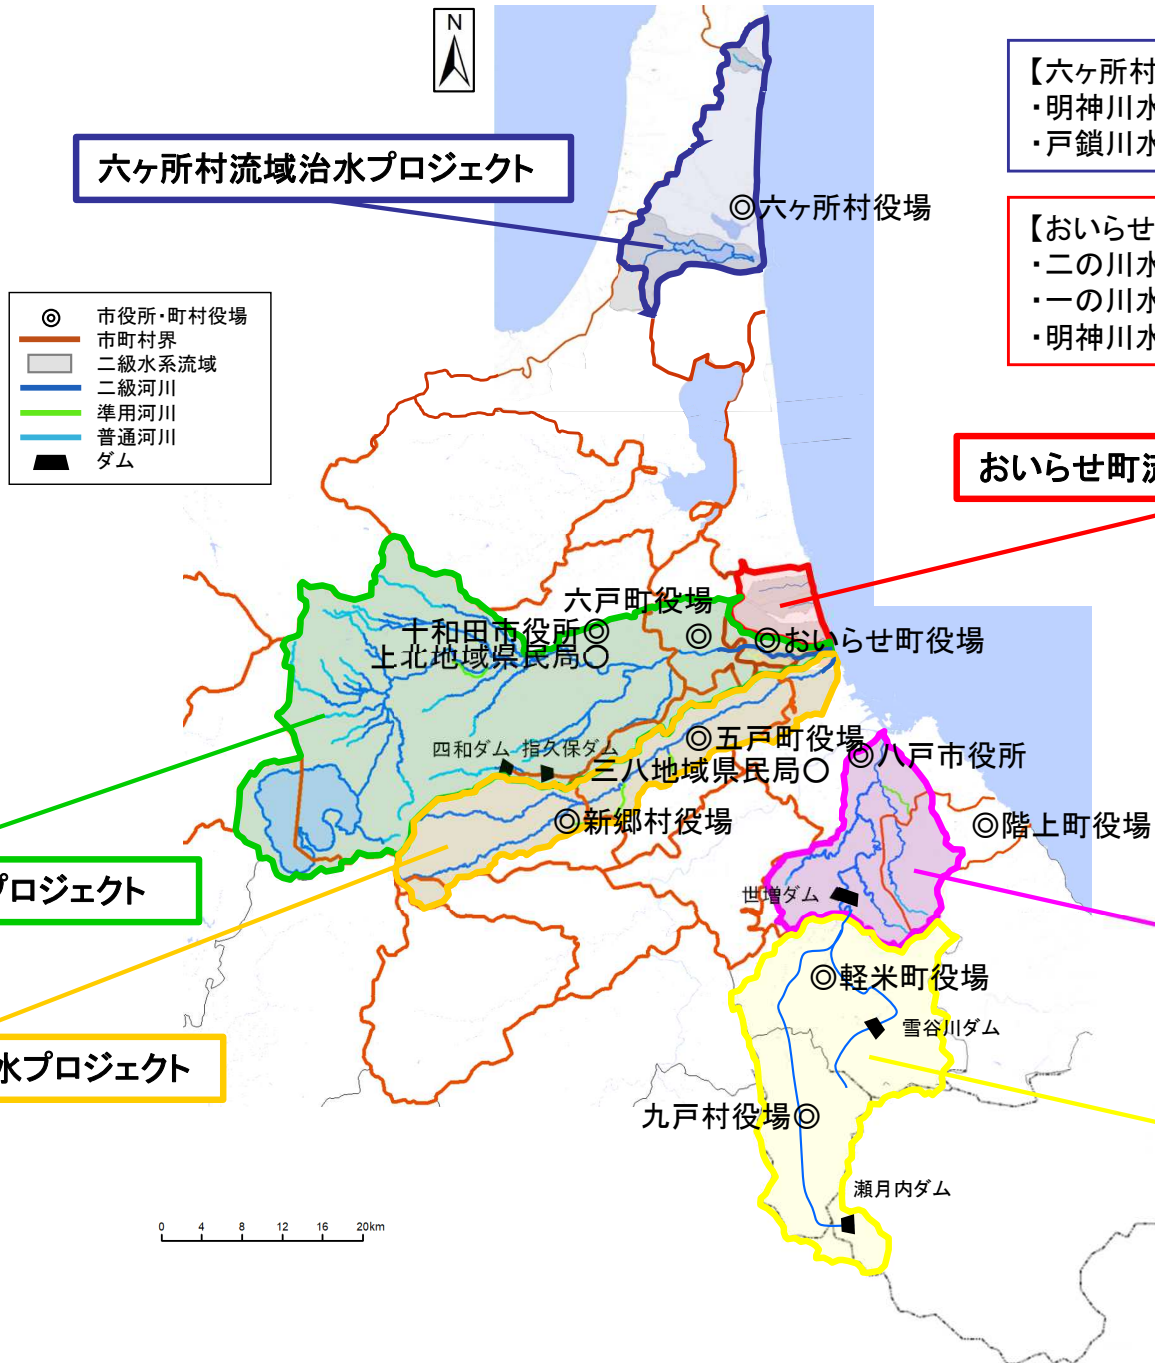 N
【六ヶ所村
・明神川水
・戸鎖川水
六ヶ所村流域治水プロジェクト
◎六ヶ所村役場
【おいらせ
・二の川水
・一の川水
・明神川水
◎ 市役所・町村役場
市町村界
二級水系流域
二級河川
準用河川
普通河川
ダム
おいらせ町流
六戸町役場
◎
十和田市役所◎
◎おいらせ町役場
上北地域県民局〇
四和ダム 指久保ダム
◎五戸町役場
三八地域県民局〇
◎八戸市役所
◎新郷村役場
◎階上町役場
プロジェクト
世増ダム
◎軽米町役場
雪谷川ダム
水プロジェクト
九戸村役場◎
瀬月内ダム
0 4 8 12 16 20km